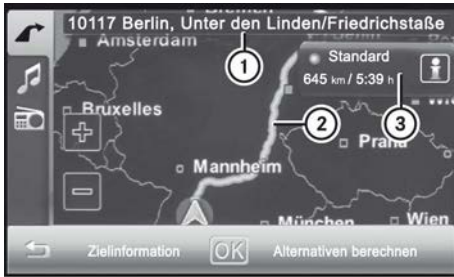 10117 Berlin, Unter den Linden/Friedrichstaße
Amsterdam
1
Standard
645 km / 5:39 h
3
Bruxelles
2
Praha
Mannheim
München
Wien
Zielinformation
OK
Alternativen berechnen